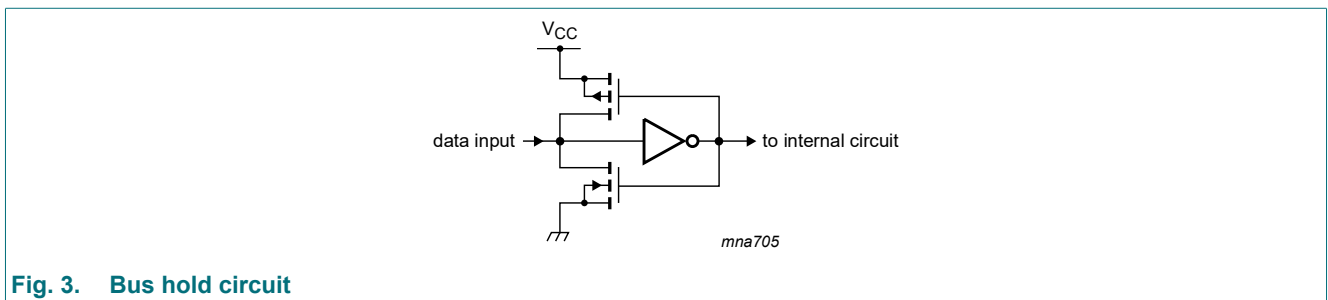 VCC
data input
to internal circuit
mna705
Fig. 3. Bus hold circuit